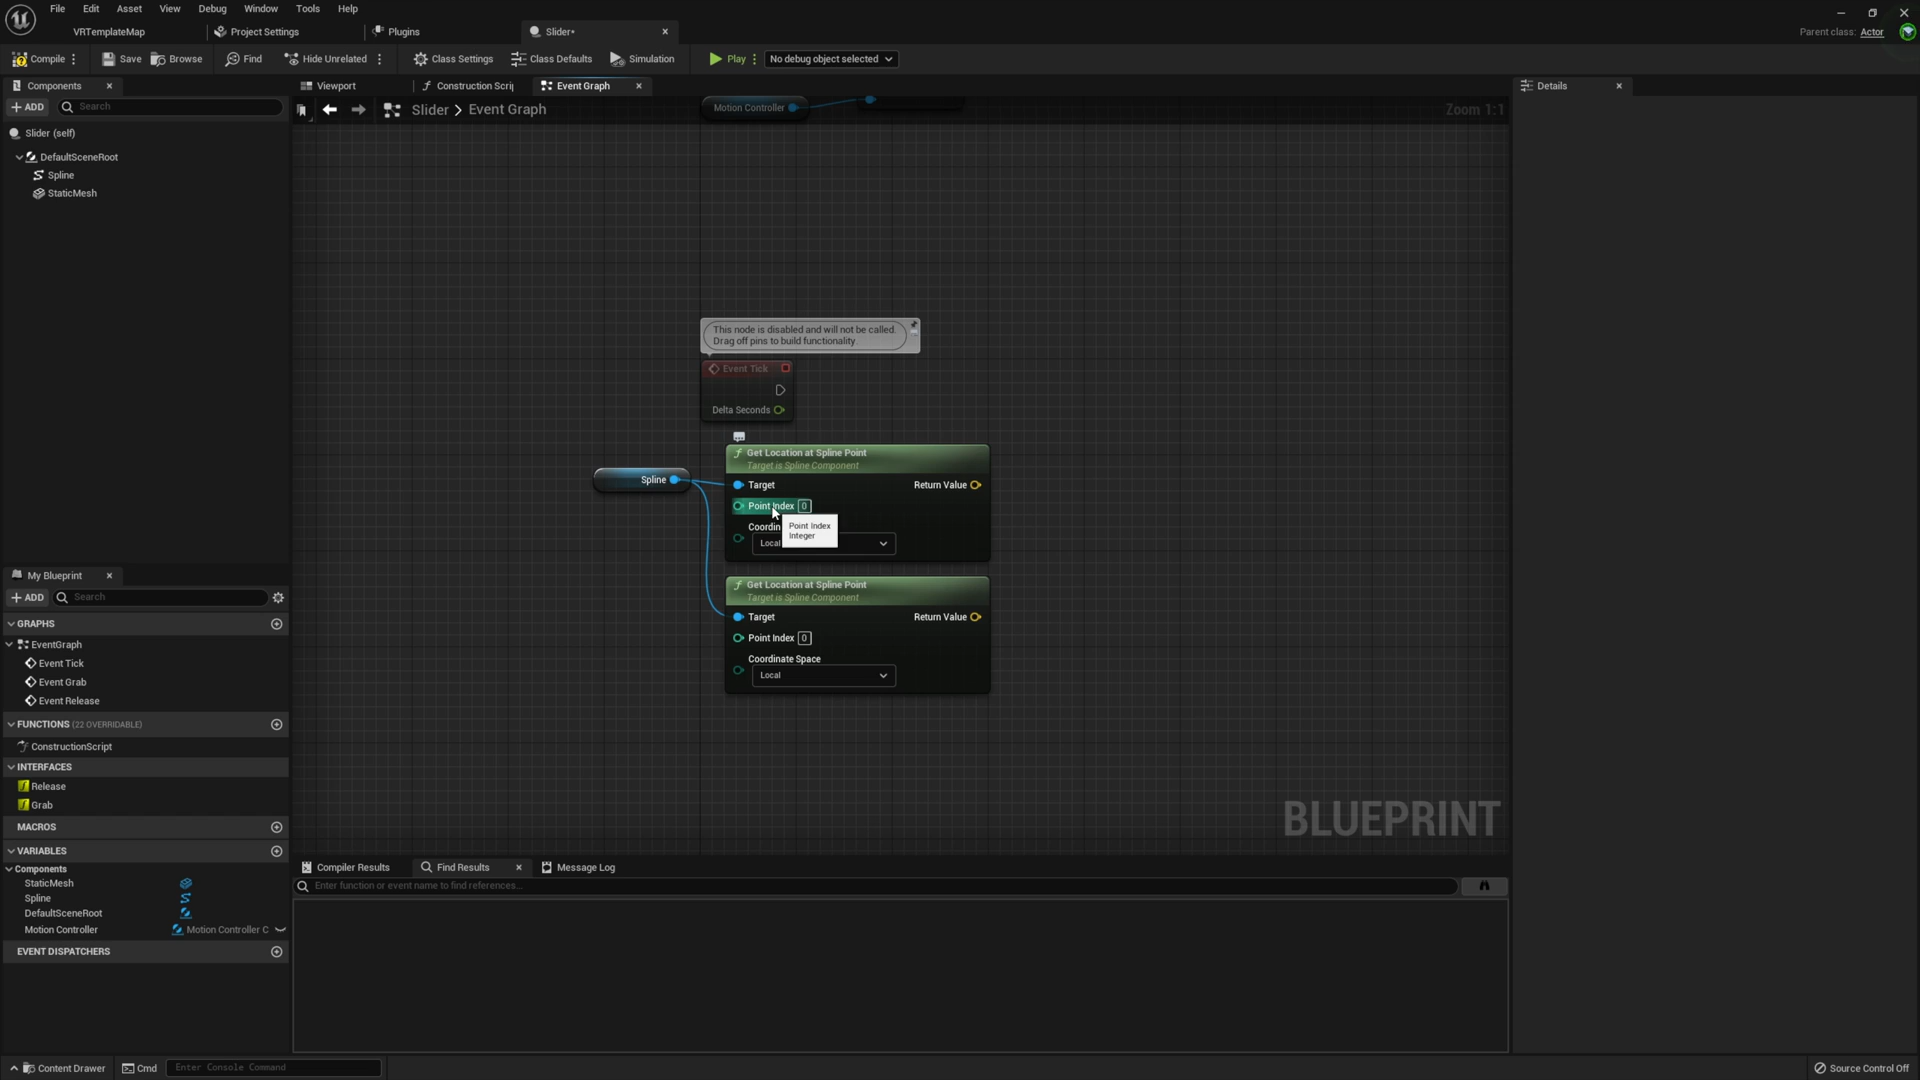 File Edit Asset View Debug Window Tools Help
VRTemplateMap Project Settings Plugins Slider* Parent class: Actor
Compile Save Browse Find Hide Unrelated Class Settings Class Defaults Simulation Play No debug object selected
Components Viewport Construction Scrip Event Graph Details
ADD Search
Slider > Event Graph
Motion Controller
Zoom 1:1
Slider (self)
DefaultSceneRoot
Spline
StaticMesh
This node is disabled and will not be called.
Drag off pins to build functionality.
Event Tick
Delta Seconds
Get Location at Spline Point
Target is Spline Component
Spline
Target Return Value
Point Index 0
Coordin
Local
Point Index
Integer
Get Location at Spline Point
Target is Spline Component
Target Return Value
Point Index 0
Coordinate Space
Local
BLUEPRINT
My Blueprint
ADD Search
GRAPHS
EventGraph
Event Tick
Event Grab
Event Release
FUNCTIONS (22 OVERRIDABLE)
ConstructionScript
INTERFACES
Release
Grab
MACROS
VARIABLES
Components
StaticMesh
Spline
DefaultSceneRoot
Motion Controller Motion Controller C
EVENT DISPATCHERS
Compiler Results Find Results Message Log
Enter function or event name to find references...
Content Drawer Cmd Enter Console Command Source Control Off